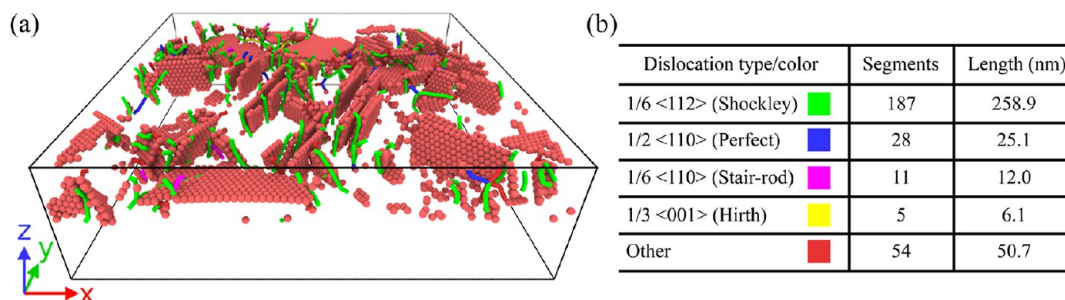 (a)
z
y
x
(b)
Dislocation type/color Segments Length (nm)
1/6 <112> (Shockley) 187 258.9
1/2 <110> (Perfect) 28 25.1
1/6 <110> (Stair-rod) 11 12.0
1/3 <001> (Hirth) 5 6.1
Other 54 50.7